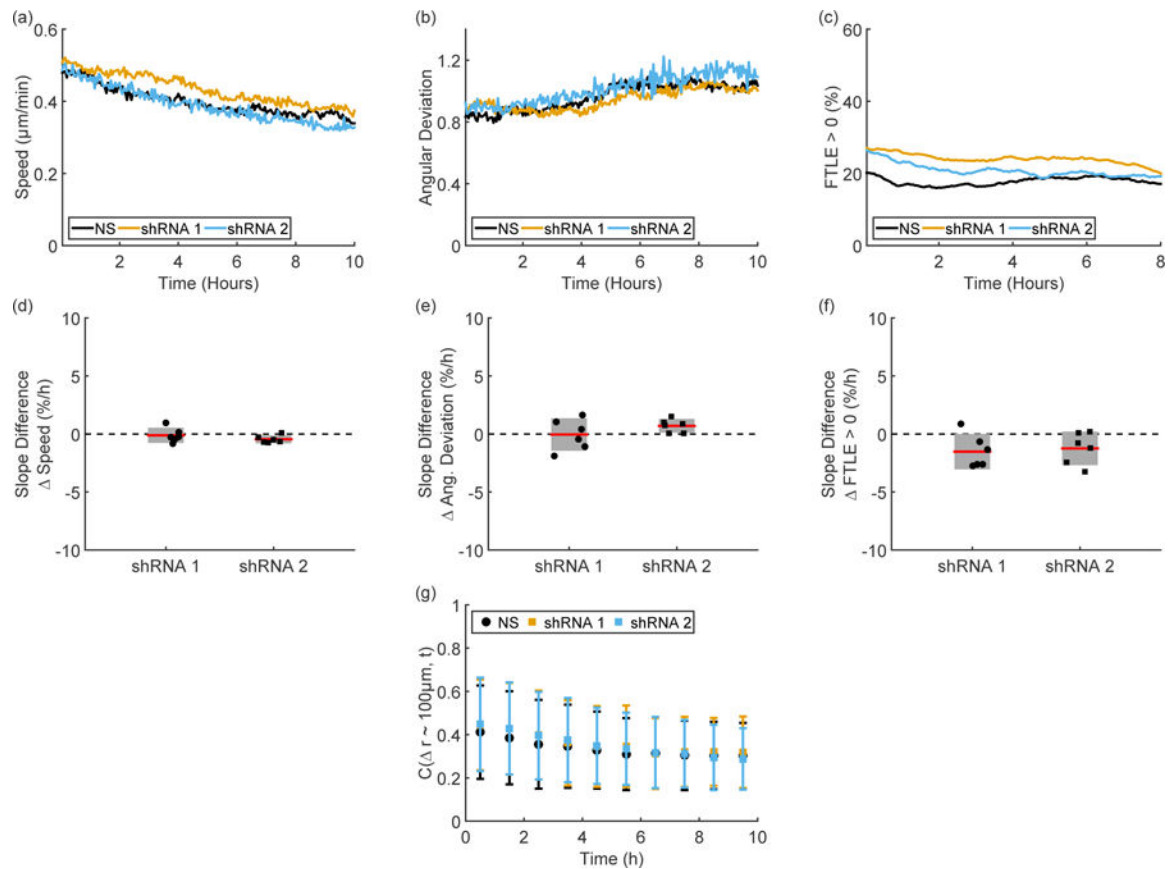 (a)
Speed (μm/min)
0.6
0.4
0.2
0
NS shRNA 1 shRNA 2
2 4 6 8 10
Time (Hours)
(b)
Angular Deviation
1.2
0.8
0.4
0
NS shRNA 1 shRNA 2
2 4 6 8 10
Time (Hours)
(c)
FTLE > 0 (%)
60
40
20
0
NS shRNA 1 shRNA 2
2 4 6 8
Time (Hours)
(d)
Slope Difference
Δ Speed (%/h)
10
5
0
-5
-10
shRNA 1 shRNA 2
(e)
Slope Difference
Δ Ang. Deviation (%/h)
10
5
0
-5
-10
shRNA 1 shRNA 2
(f)
Slope Difference
Δ FTLE > 0 (%/h)
10
5
0
-5
-10
shRNA 1 shRNA 2
(g)
C(Δ r ~ 100μm, t)
1
0.8
0.6
0.4
0.2
0
NS shRNA 1 shRNA 2
0 2 4 6 8 10
Time (h)